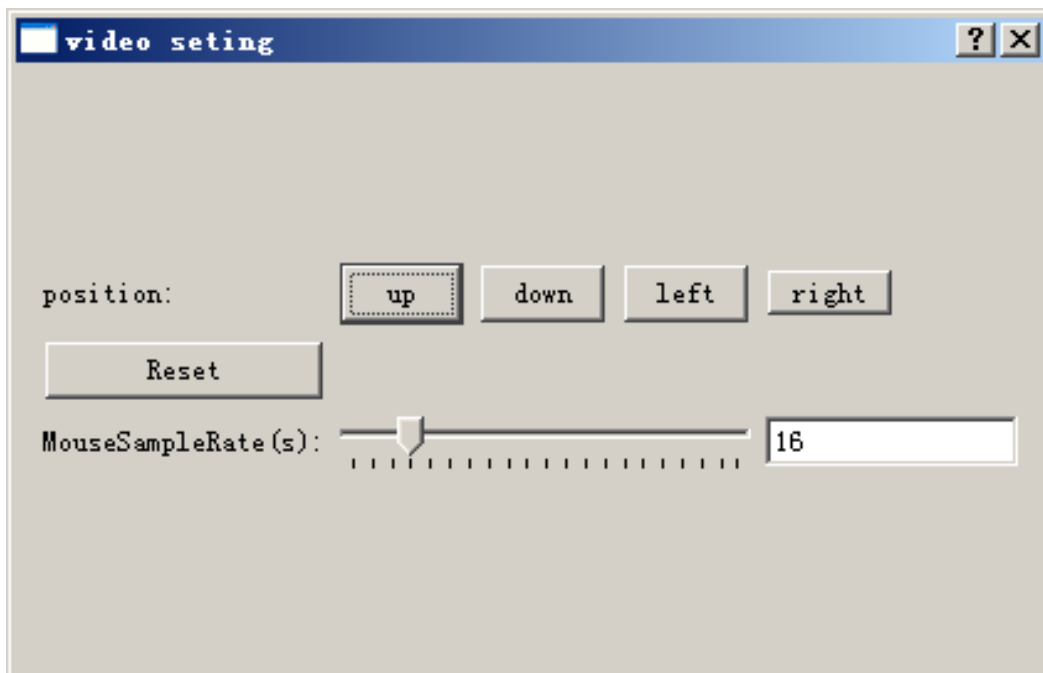 video seting
position: up down left right
Reset
MouseSampleRate(s): 16